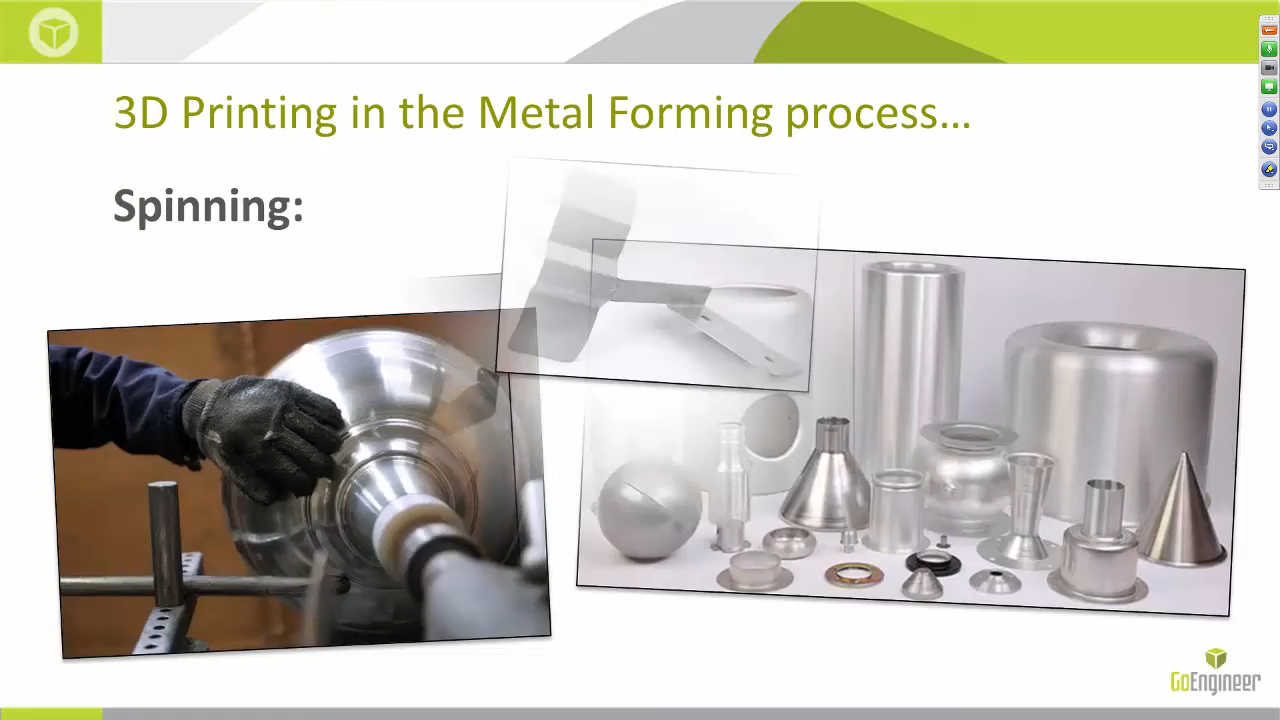 3D Printing in the Metal Forming process…
Spinning:
GoEngineer